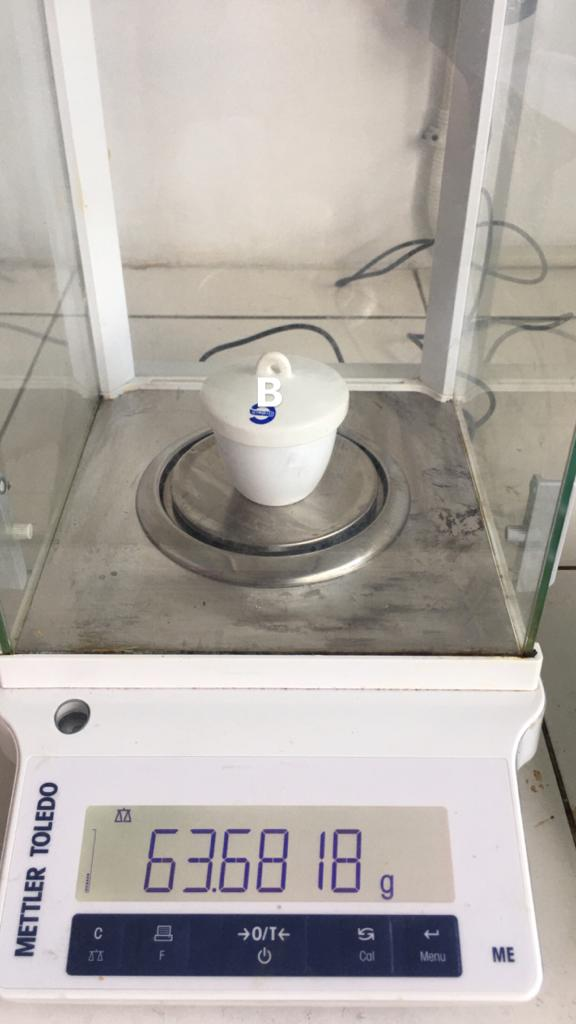 B
63.6818 g
METTLER TOLEDO
C
F
→0/T←
Cal
Menu
ME